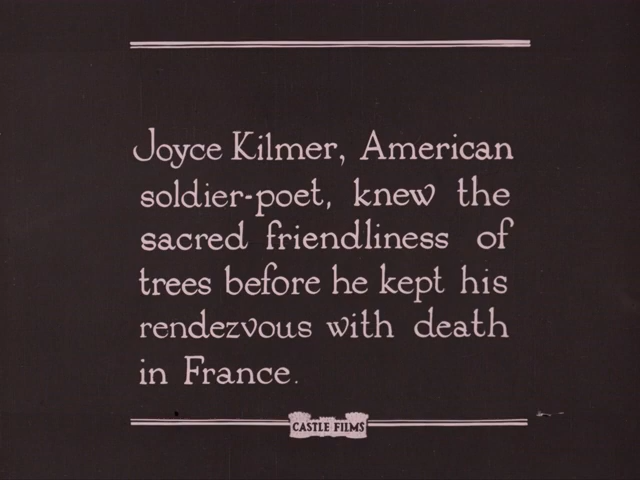 Joyce Kilmer, American
soldier-poet, knew the
sacred friendliness of
trees before he kept his
rendezvous with death
in France.
CASTLE FILMS